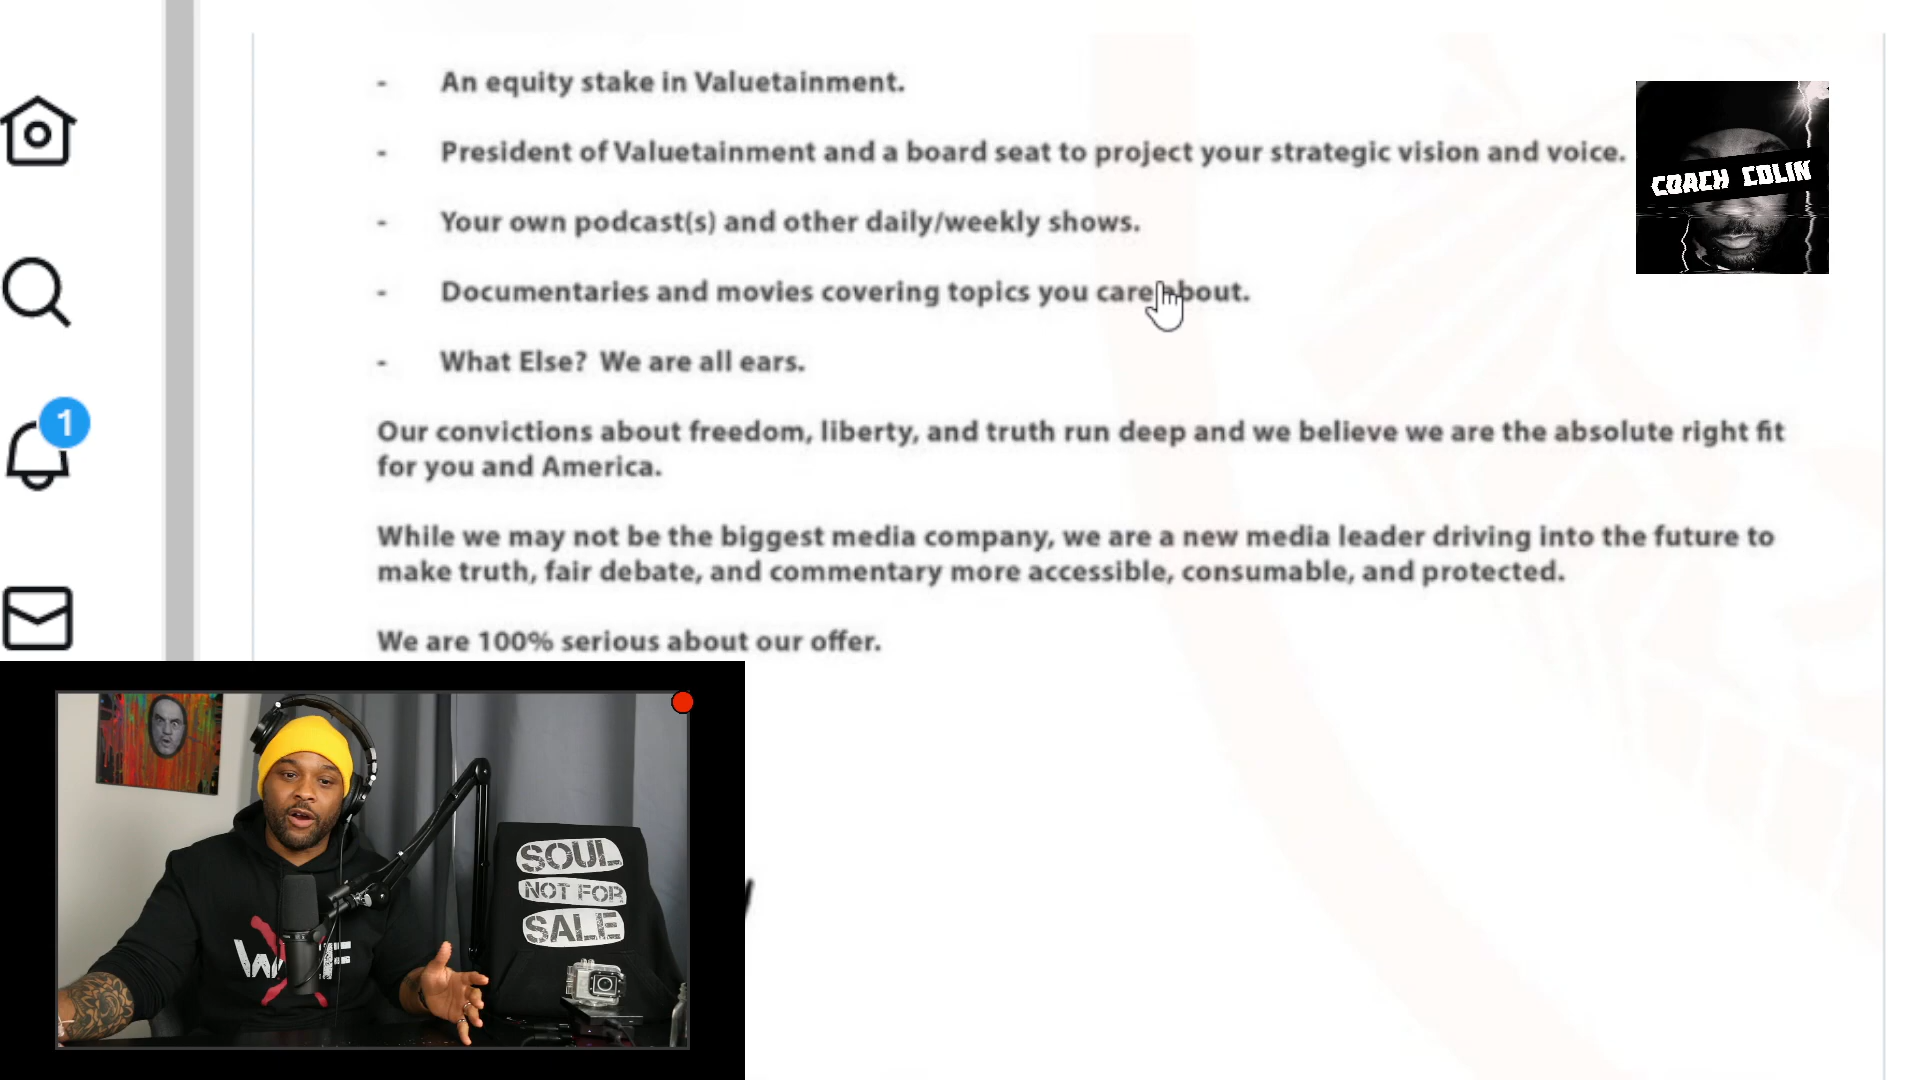 - An equity stake in Valuetainment.
- President of Valuetainment and a board seat to project your strategic vision and voice.
- Your own podcast(s) and other daily/weekly shows.
- Documentaries and movies covering topics you care about.
- What Else? We are all ears.
Our convictions about freedom, liberty, and truth run deep and we believe we are the absolute right fit
for you and America.
While we may not be the biggest media company, we are a new media leader driving into the future to
make truth, fair debate, and commentary more accessible, consumable, and protected.
We are 100% serious about our offer.
COACH COLIN
1
SOUL
NOT FOR
SALE